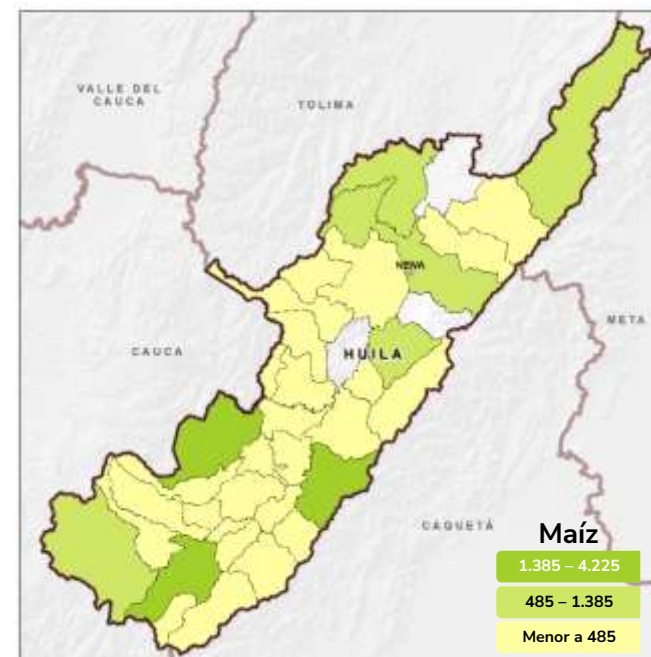 VALLE DEL
CAUCA
TOLIMA
NEIVA
META
CAUCA
HUILA
CAQUETÁ
Maíz
1.385 – 4.225
485 – 1.385
Menor a 485